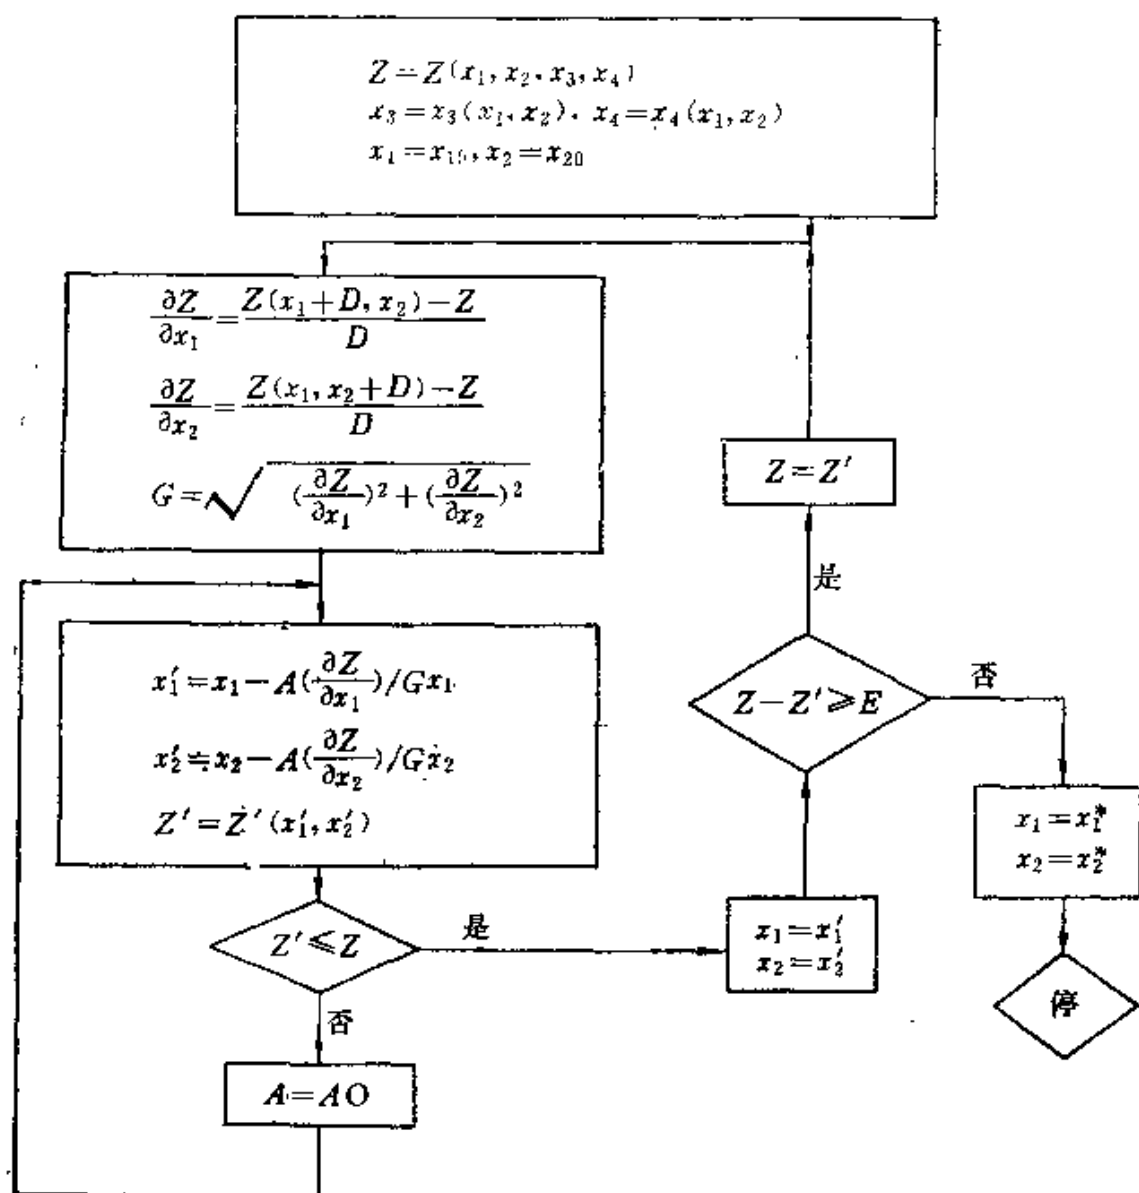 Z=Z(x₁,x₂,x₃,x₄)
x₃=x₃(x₁,x₂),x₄=x₄(x₁,x₂)
x₁=x₁₀,x₂=x₂₀
∂Z/∂x₁=(Z(x₁+D,x₂)−Z)/D
∂Z/∂x₂=(Z(x₁,x₂+D)−Z)/D
G=√((∂Z/∂x₁)²+(∂Z/∂x₂)²)
x₁′=x₁−A(∂Z/∂x₁)/Gx₁
x₂′=x₂−A(∂Z/∂x₂)/Gx₂
Z′=Z′(x₁′,x₂′)
Z′≤Z
是
否
A=AO
x₁=x₁′
x₂=x₂′
Z−Z′⩾E
是
否
Z=Z′
x₁=x₁*
x₂=x₂*
停